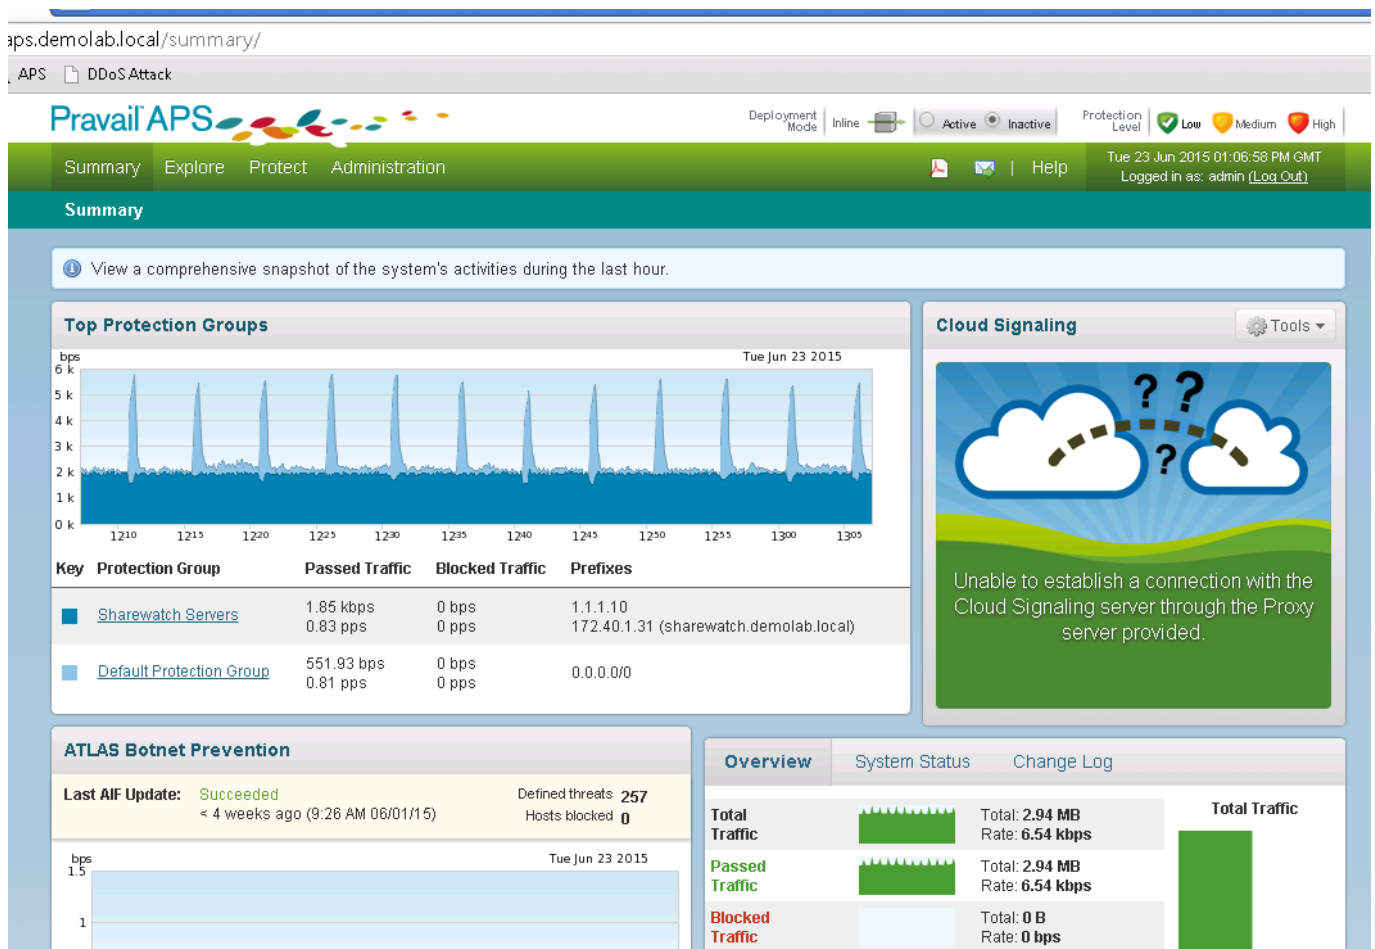 aps.demolab.local/summary/
APS DDoS Attack
Pravail APS
Deployment Mode Inline Active Inactive Protection Level Low Medium High
Summary Explore Protect Administration | Help
Tue 23 Jun 2015 01:06:58 PM GMT
Logged in as: admin (Log Out)
Summary
View a comprehensive snapshot of the system's activities during the last hour.
Top Protection Groups
bps Tue Jun 23 2015
6 k
5 k
4 k
3 k
2 k
1 k
0 k
1210 1215 1220 1225 1230 1235 1240 1245 1250 1255 1300 1305
Key Protection Group Passed Traffic Blocked Traffic Prefixes
Sharewatch Servers 1.85 kbps 0 bps 1.1.1.10
0.83 pps 0 pps 172.40.1.31 (sharewatch.demolab.local)
Default Protection Group 551.93 bps 0 bps 0.0.0.0/0
0.81 pps 0 pps
Cloud Signaling Tools
? ? ?
Unable to establish a connection with the
Cloud Signaling server through the Proxy
server provided.
ATLAS Botnet Prevention
Last AIF Update: Succeeded Defined threats 257
< 4 weeks ago (9:26 AM 06/01/15) Hosts blocked 0
bps Tue Jun 23 2015
1.5
1
Overview System Status Change Log
Total Traffic Total: 2.94 MB
Rate: 6.54 kbps
Passed Traffic Total: 2.94 MB
Rate: 6.54 kbps
Blocked Traffic Total: 0 B
Rate: 0 bps
Total Traffic